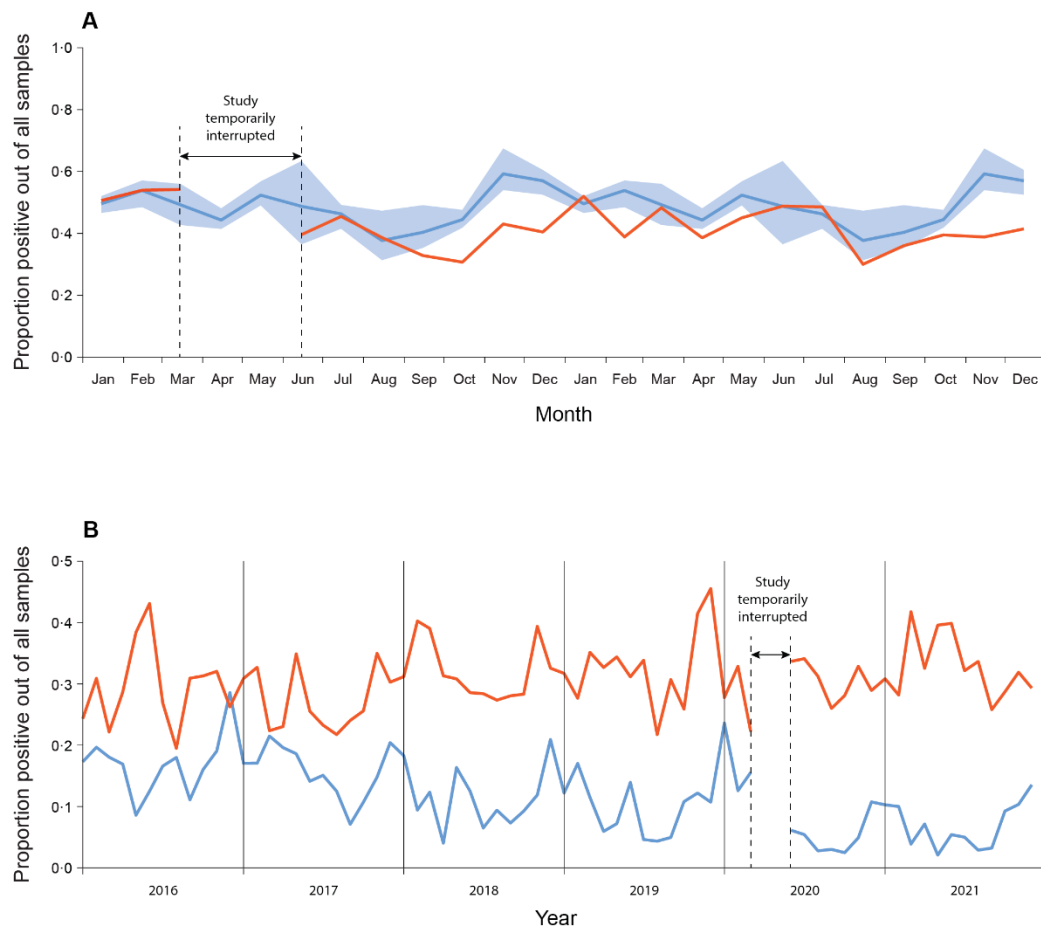 A
Proportion positive out of all samples
1·0
0·8
0·6
0·4
0·2
0·0
Study
temporarily
interrupted
Jan Feb Mar Apr May Jun Jul Aug Sep Oct Nov Dec Jan Feb Mar Apr May Jun Jul Aug Sep Oct Nov Dec
Month
B
Proportion positive out of all samples
0·5
0·4
0·3
0·2
0·1
0·0
Study
temporarily
interrupted
2016 2017 2018 2019 2020 2021
Year